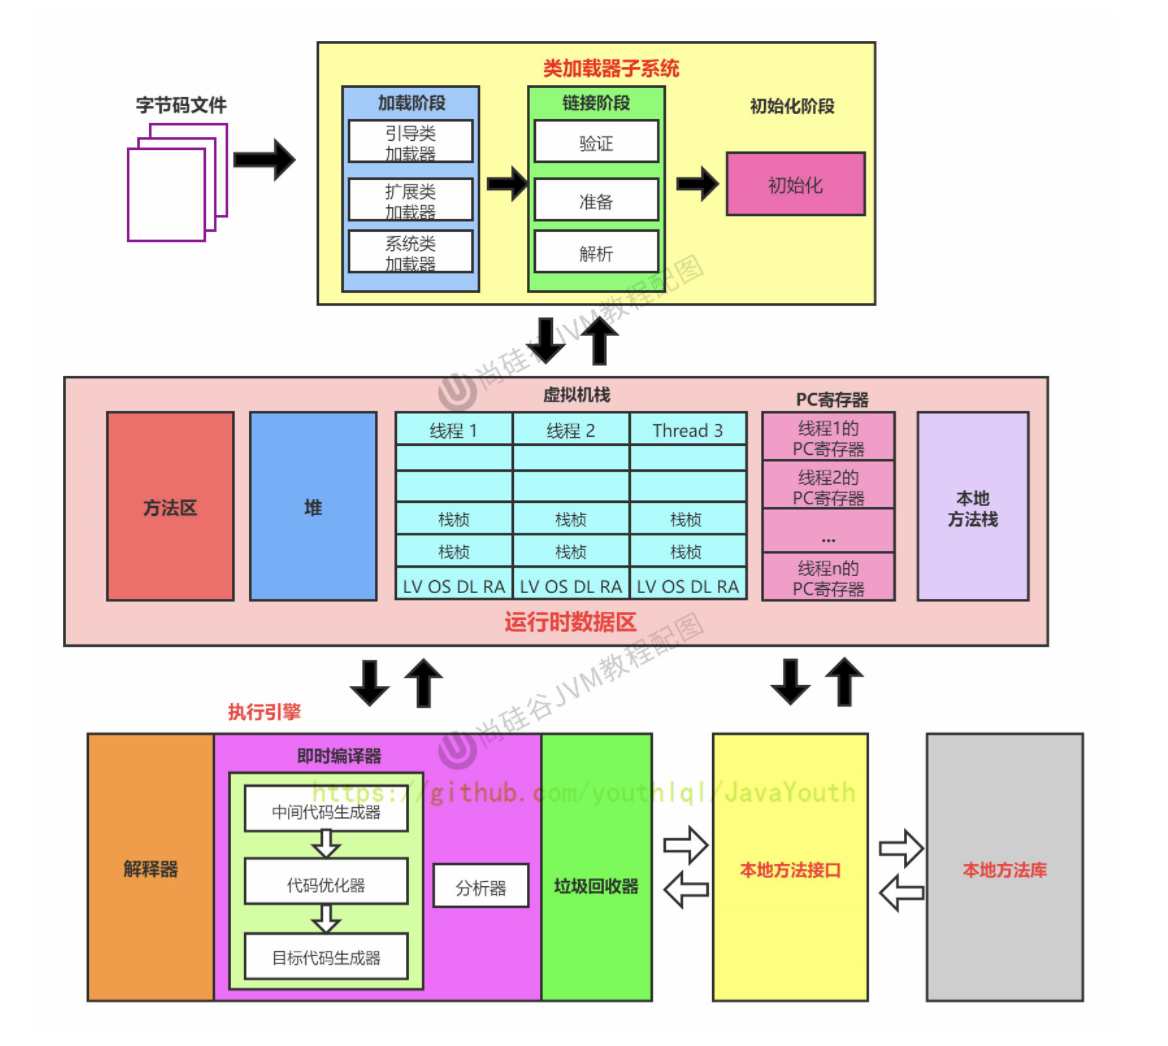 类加载器子系统
字节码文件
加载阶段
引导类
加载器
扩展类
加载器
系统类
加载器
链接阶段
验证
准备
解析
初始化阶段
初始化
尚硅谷JVM教程配图
虚拟机栈
PC寄存器
方法区
堆
线程 1
线程 2
Thread 3
栈桢
栈桢
栈桢
栈桢
栈桢
栈桢
LV OS DL RA
LV OS DL RA
LV OS DL RA
线程1的
PC寄存器
线程2的
PC寄存器
...
线程n的
PC寄存器
本地
方法栈
运行时数据区
尚硅谷JVM教程配图
执行引擎
解释器
即时编译器
https://github.com/youthlql/JavaYouth
中间代码生成器
代码优化器
目标代码生成器
分析器
垃圾回收器
本地方法接口
本地方法库